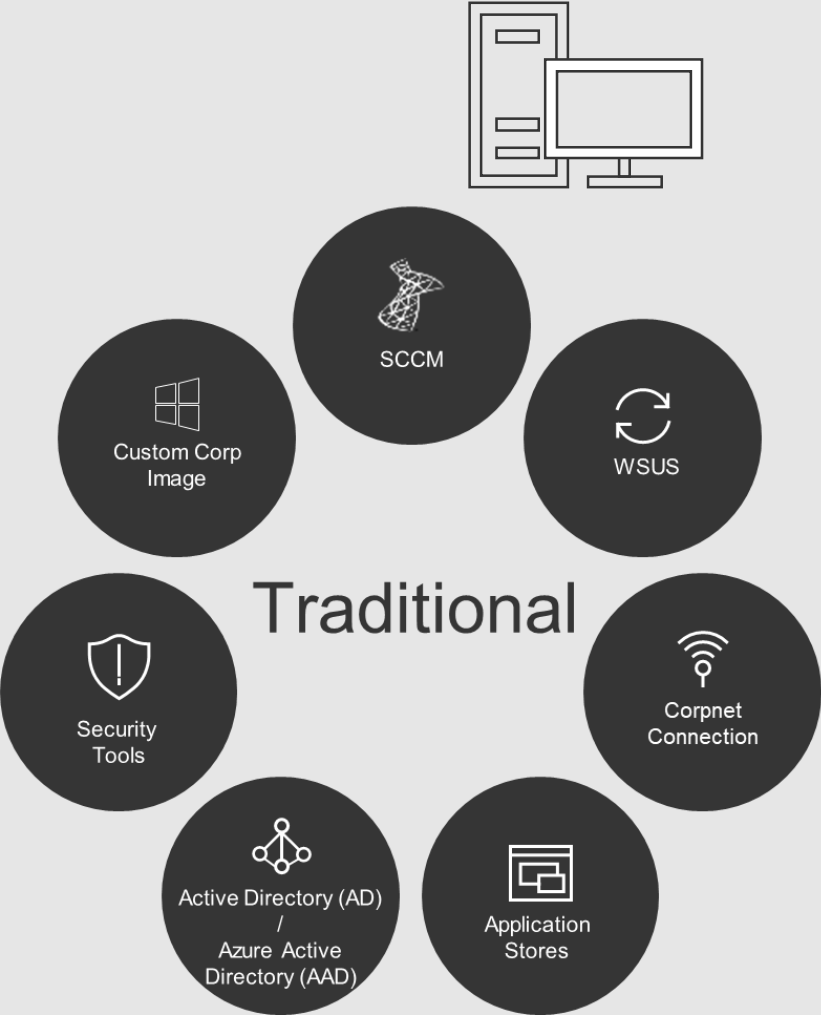 SCCM
WSUS
Corpnet
Connection
Application
Stores
Active Directory (AD)
/
Azure Active
Directory (AAD)
Security
Tools
Custom Corp
Image
Traditional